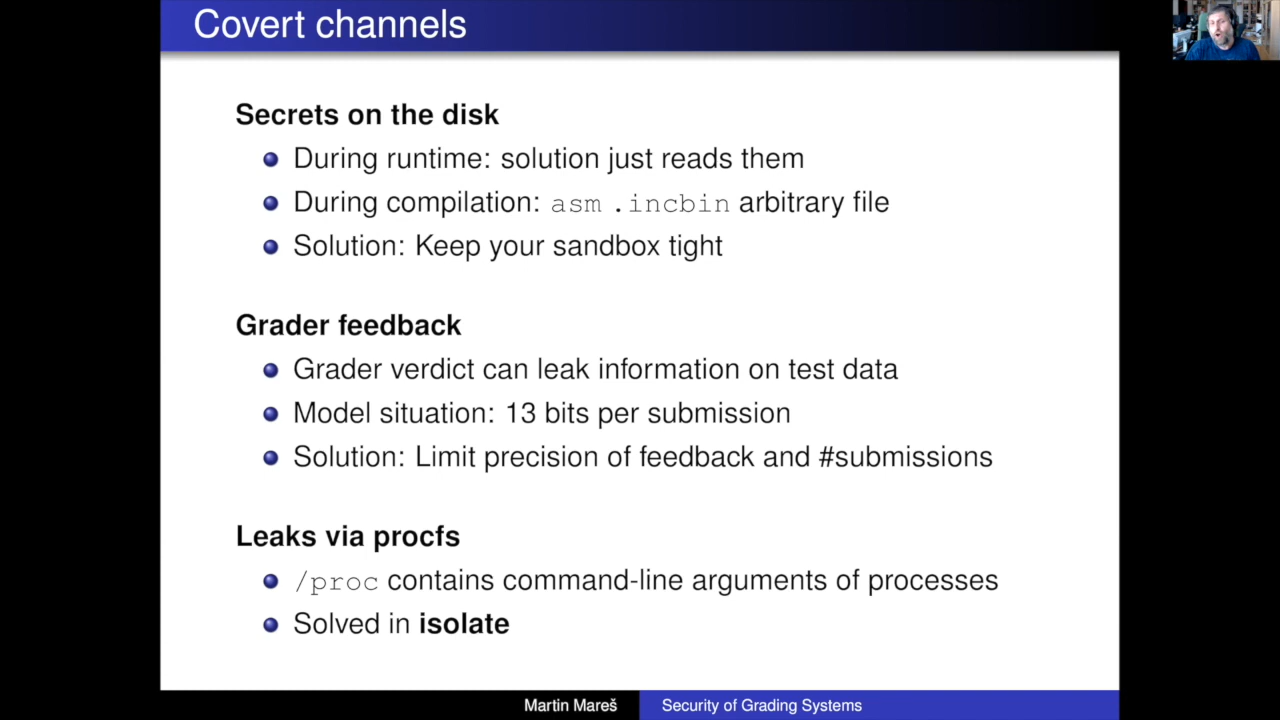 Covert channels
Secrets on the disk
During runtime: solution just reads them
During compilation: asm .incbin arbitrary file
Solution: Keep your sandbox tight
Grader feedback
Grader verdict can leak information on test data
Model situation: 13 bits per submission
Solution: Limit precision of feedback and #submissions
Leaks via procfs
/proc contains command-line arguments of processes
Solved in isolate
Martin Mareš
Security of Grading Systems